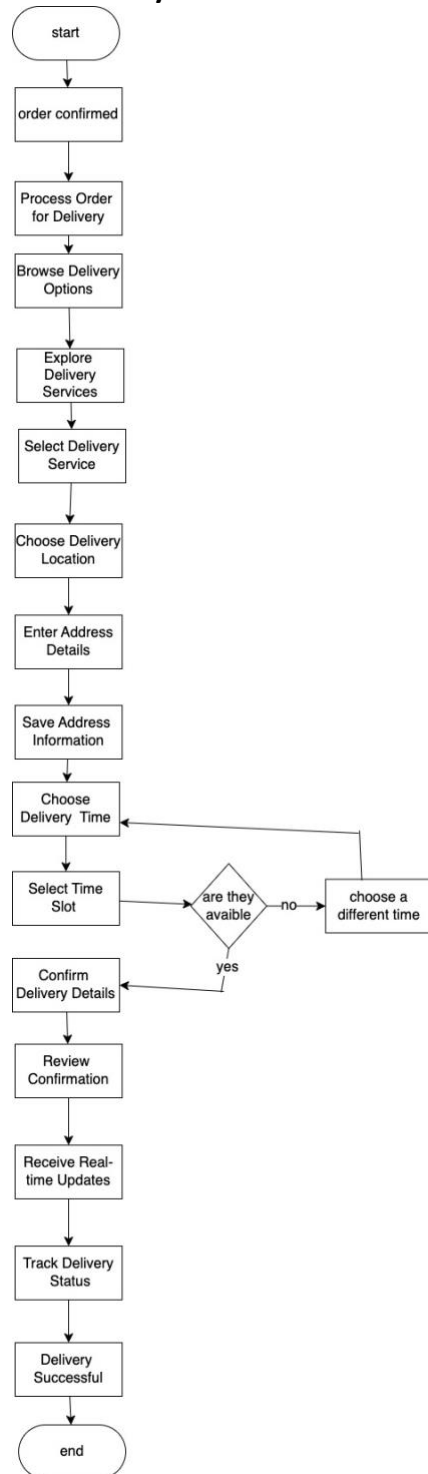 start
order confirmed
Process Order
for Delivery
Browse Delivery
Options
Explore
Delivery
Services
Select Delivery
Service
Choose Delivery
Location
Enter Address
Details
Save Address
Information
Choose
Delivery Time
Select Time
Slot
are they
avaible
no
choose a
different time
yes
Confirm
Delivery Details
Review
Confirmation
Receive Real-
time Updates
Track Delivery
Status
Delivery
Successful
end